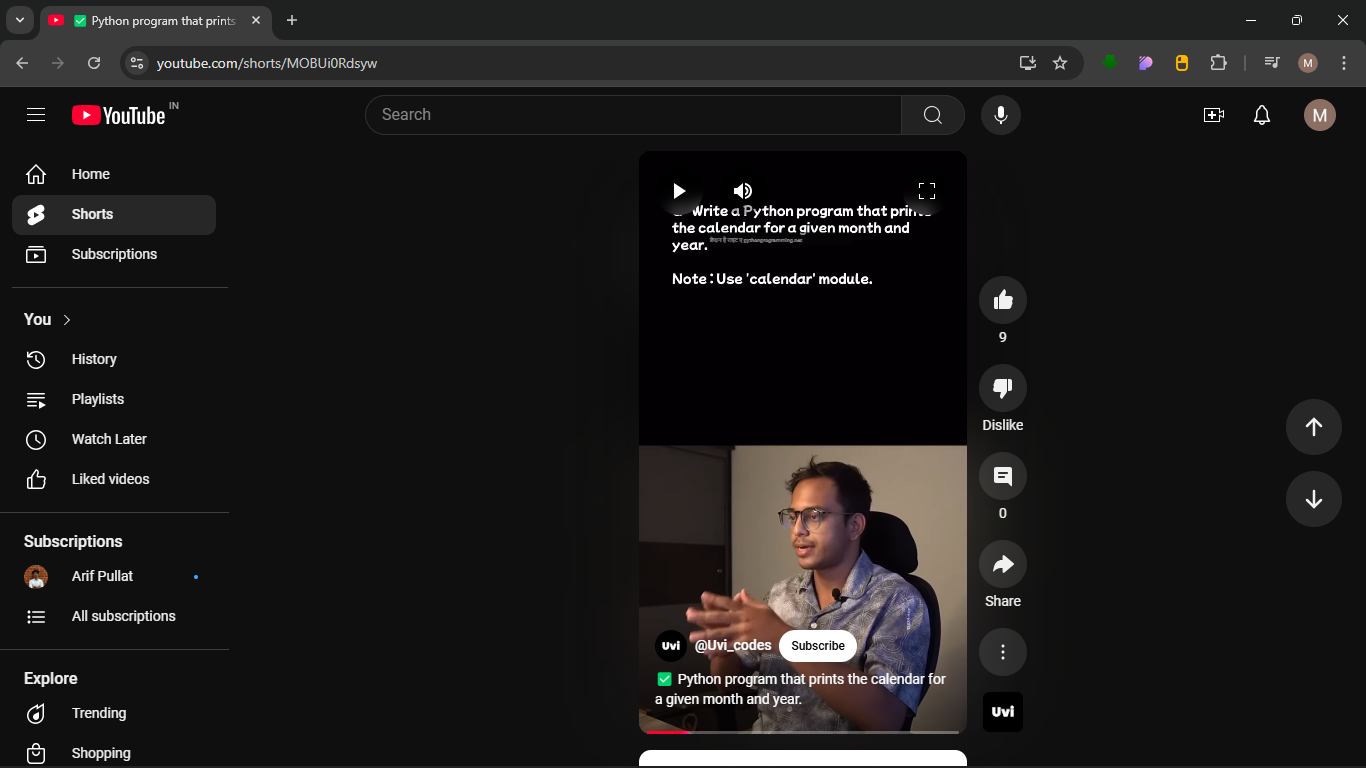 ✅ Python program that prints
youtube.com/shorts/MOBUi0Rdsyw
M
YouTube IN
Search
M
Home
Shorts
Subscriptions
You
History
Playlists
Watch Later
Liked videos
Subscriptions
Arif Pullat
All subscriptions
Explore
Trending
Shopping
Write a Python program that prints
the calendar for a given month and
year.
Note : Use 'calendar' module.
Uvi @Uvi_codes Subscribe
✅ Python program that prints the calendar for
a given month and year.
9
Dislike
0
Share
Uvi